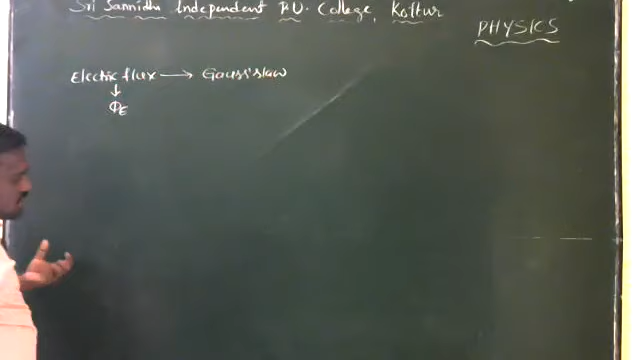 Sri Sannidhi Independent P.U. College, Kottur
PHYSICS
Electric flux → Gauss's law
↓
ΦE